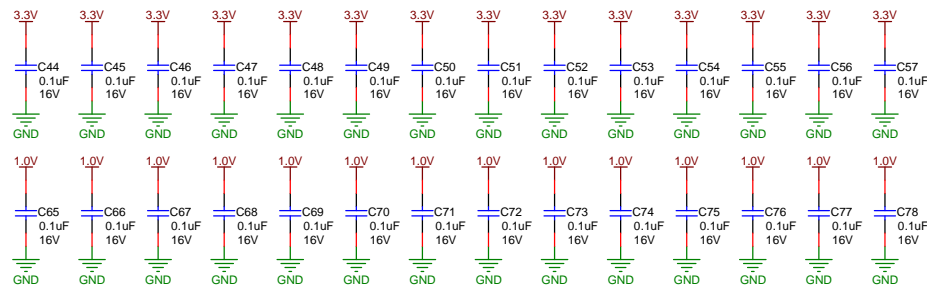 3.3V 3.3V 3.3V 3.3V 3.3V 3.3V 3.3V 3.3V 3.3V 3.3V 3.3V 3.3V 3.3V 3.3V
C44 C45 C46 C47 C48 C49 C50 C51 C52 C53 C54 C55 C56 C57
0.1uF 0.1uF 0.1uF 0.1uF 0.1uF 0.1uF 0.1uF 0.1uF 0.1uF 0.1uF 0.1uF 0.1uF 0.1uF 0.1uF
16V 16V 16V 16V 16V 16V 16V 16V 16V 16V 16V 16V 16V 16V
GND GND GND GND GND GND GND GND GND GND GND GND GND GND
1.0V 1.0V 1.0V 1.0V 1.0V 1.0V 1.0V 1.0V 1.0V 1.0V 1.0V 1.0V 1.0V 1.0V
C65 C66 C67 C68 C69 C70 C71 C72 C73 C74 C75 C76 C77 C78
0.1uF 0.1uF 0.1uF 0.1uF 0.1uF 0.1uF 0.1uF 0.1uF 0.1uF 0.1uF 0.1uF 0.1uF 0.1uF 0.1uF
16V 16V 16V 16V 16V 16V 16V 16V 16V 16V 16V 16V 16V 16V
GND GND GND GND GND GND GND GND GND GND GND GND GND GND